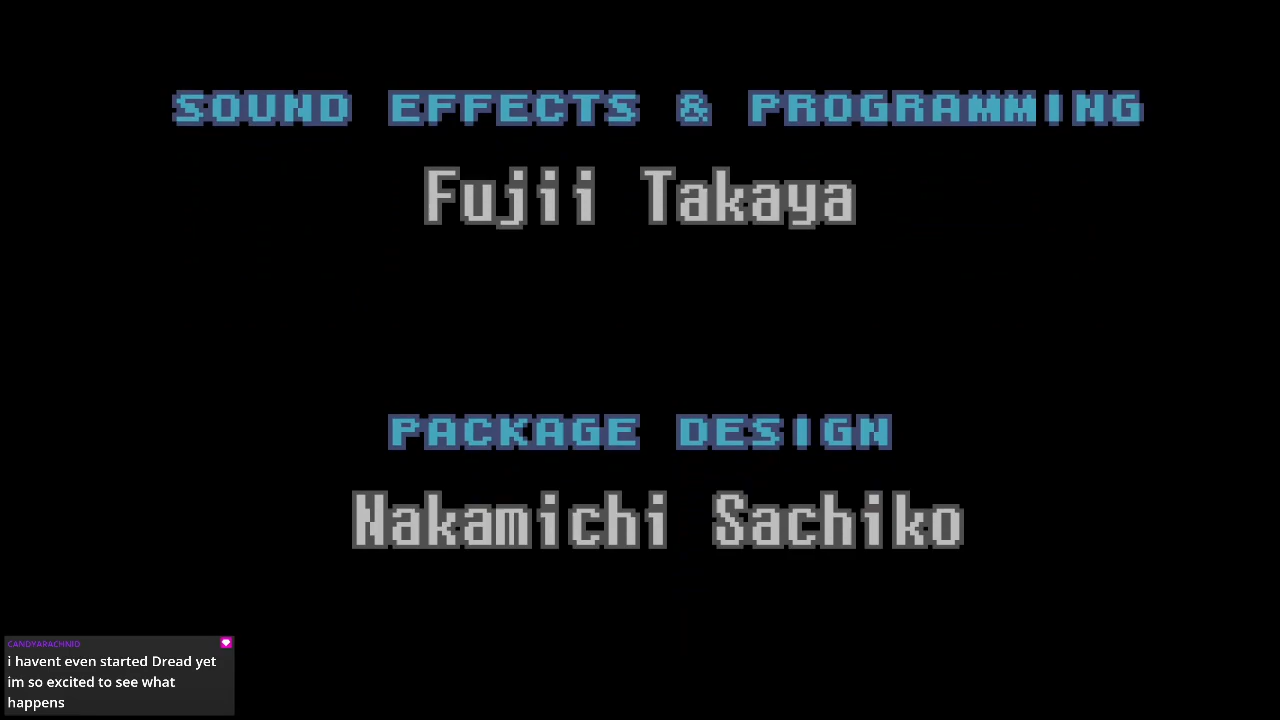 SOUND EFFECTS & PROGRAMMING
Fujii Takaya
PACKAGE DESIGN
Nakamichi Sachiko
CANDYARACHNID
i havent even started Dread yet
im so excited to see what
happens